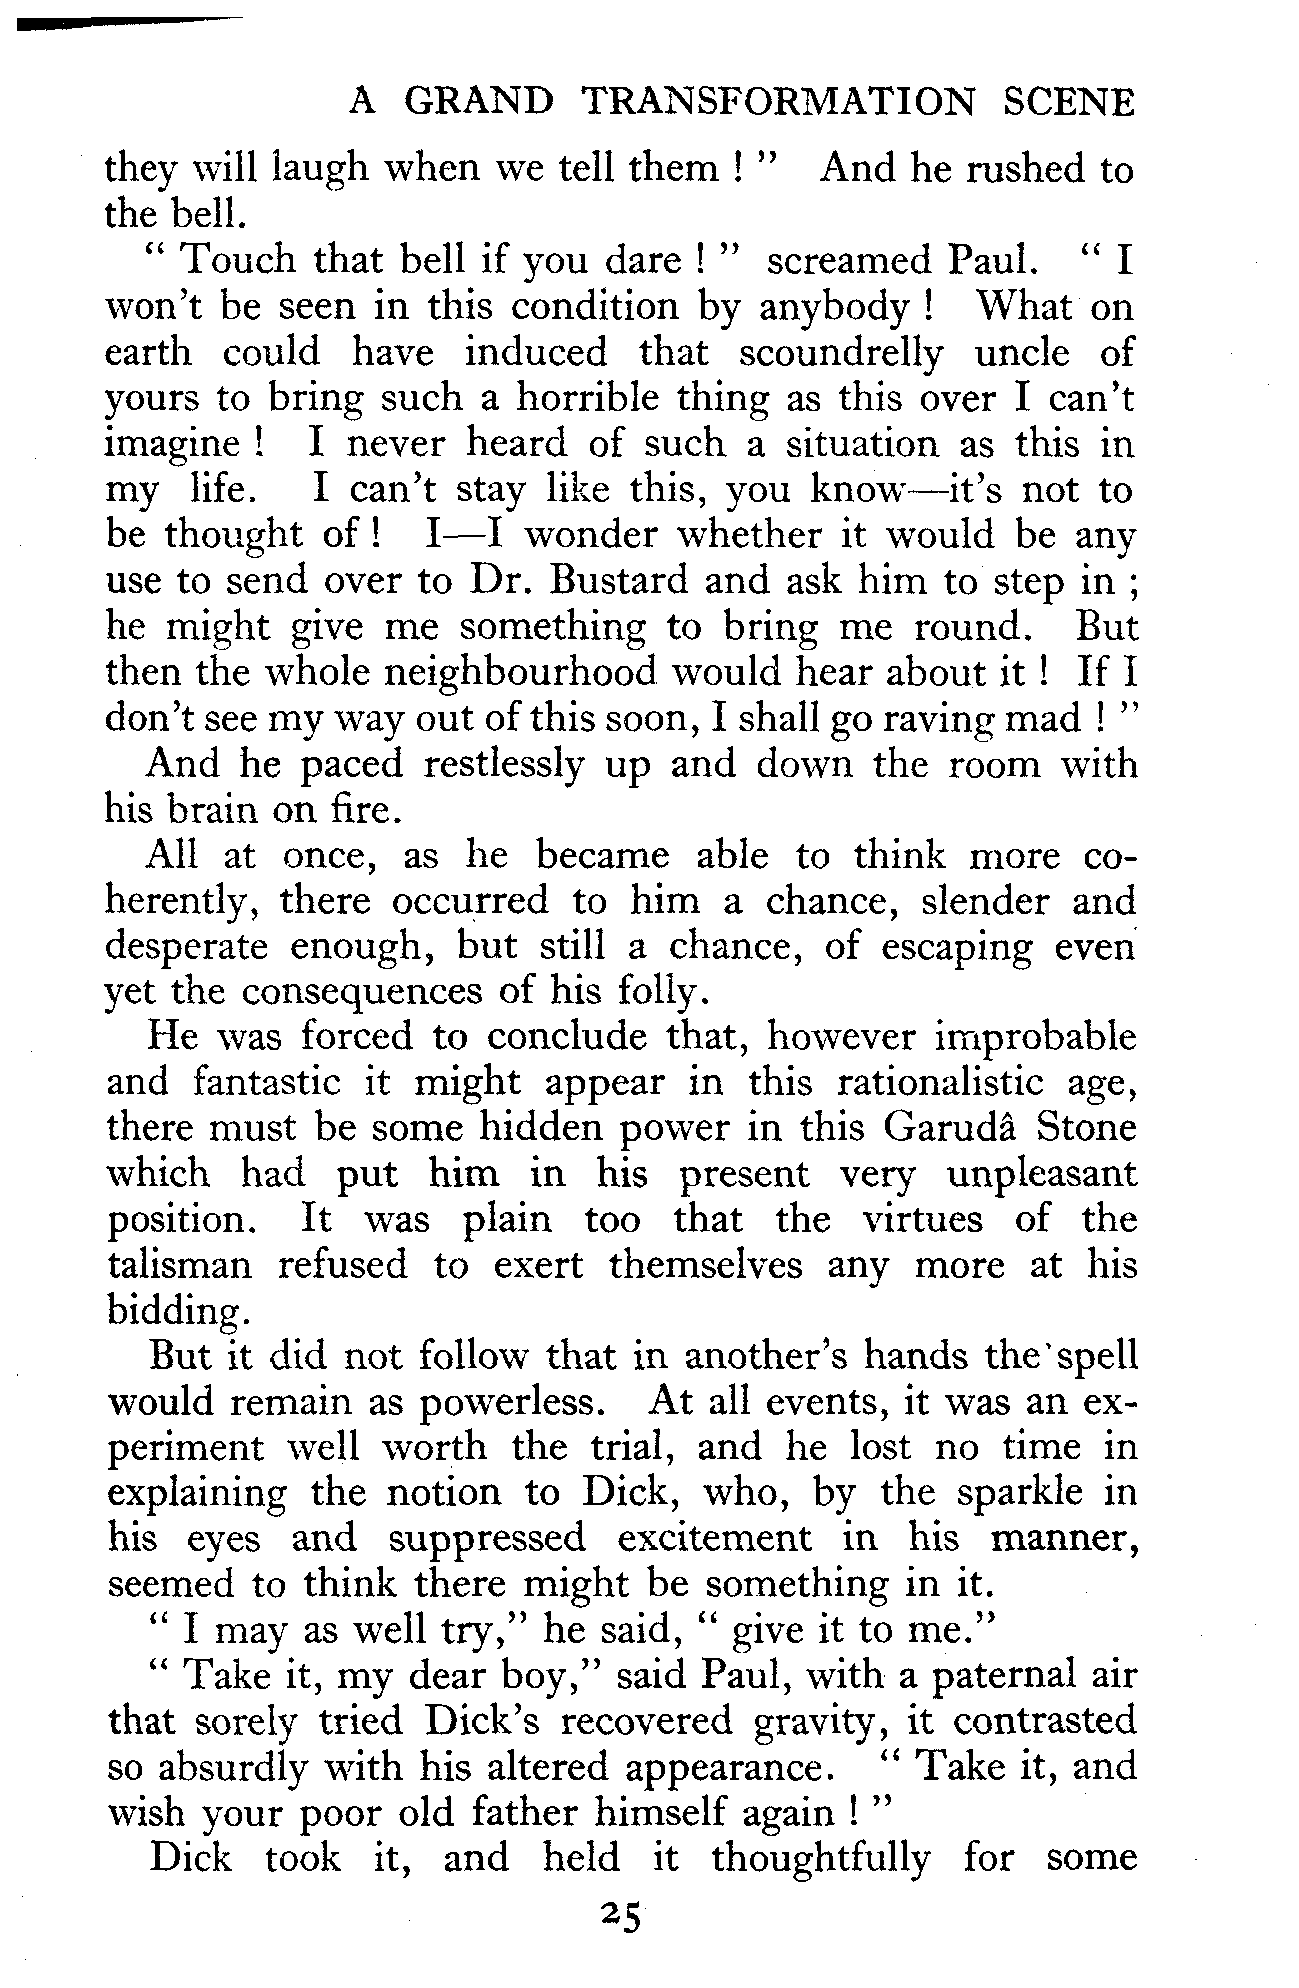 A GRAND TRANSFORMATION SCENE
they will laugh when we tell them ! ” And he rushed to
the bell.
“ Touch that bell if you dare ! ” screamed Paul. “ I
won't be seen in this condition by anybody ! What on
earth could have induced that scoundrelly uncle of
yours to bring such a horrible thing as this over I can't
imagine ! I never heard of such a situation as this in
my life. I can't stay like this, you know—it's not to
be thought of ! I—I wonder whether it would be any
use to send over to Dr. Bustard and ask him to step in ;
he might give me something to bring me round. But
then the whole neighbourhood would hear about it ! If I
don't see my way out of this soon, I shall go raving mad ! ”
And he paced restlessly up and down the room with
his brain on fire.
All at once, as he became able to think more co-
herently, there occurred to him a chance, slender and
desperate enough, but still a chance, of escaping even
yet the consequences of his folly.
He was forced to conclude that, however improbable
and fantastic it might appear in this rationalistic age,
there must be some hidden power in this Garudâ Stone
which had put him in his present very unpleasant
position. It was plain too that the virtues of the
talisman refused to exert themselves any more at his
bidding.
But it did not follow that in another's hands the spell
would remain as powerless. At all events, it was an ex-
periment well worth the trial, and he lost no time in
explaining the notion to Dick, who, by the sparkle in
his eyes and suppressed excitement in his manner,
seemed to think there might be something in it.
“ I may as well try,” he said, “ give it to me.”
“ Take it, my dear boy,” said Paul, with a paternal air
that sorely tried Dick's recovered gravity, it contrasted
so absurdly with his altered appearance. “ Take it, and
wish your poor old father himself again ! ”
Dick took it, and held it thoughtfully for some
25